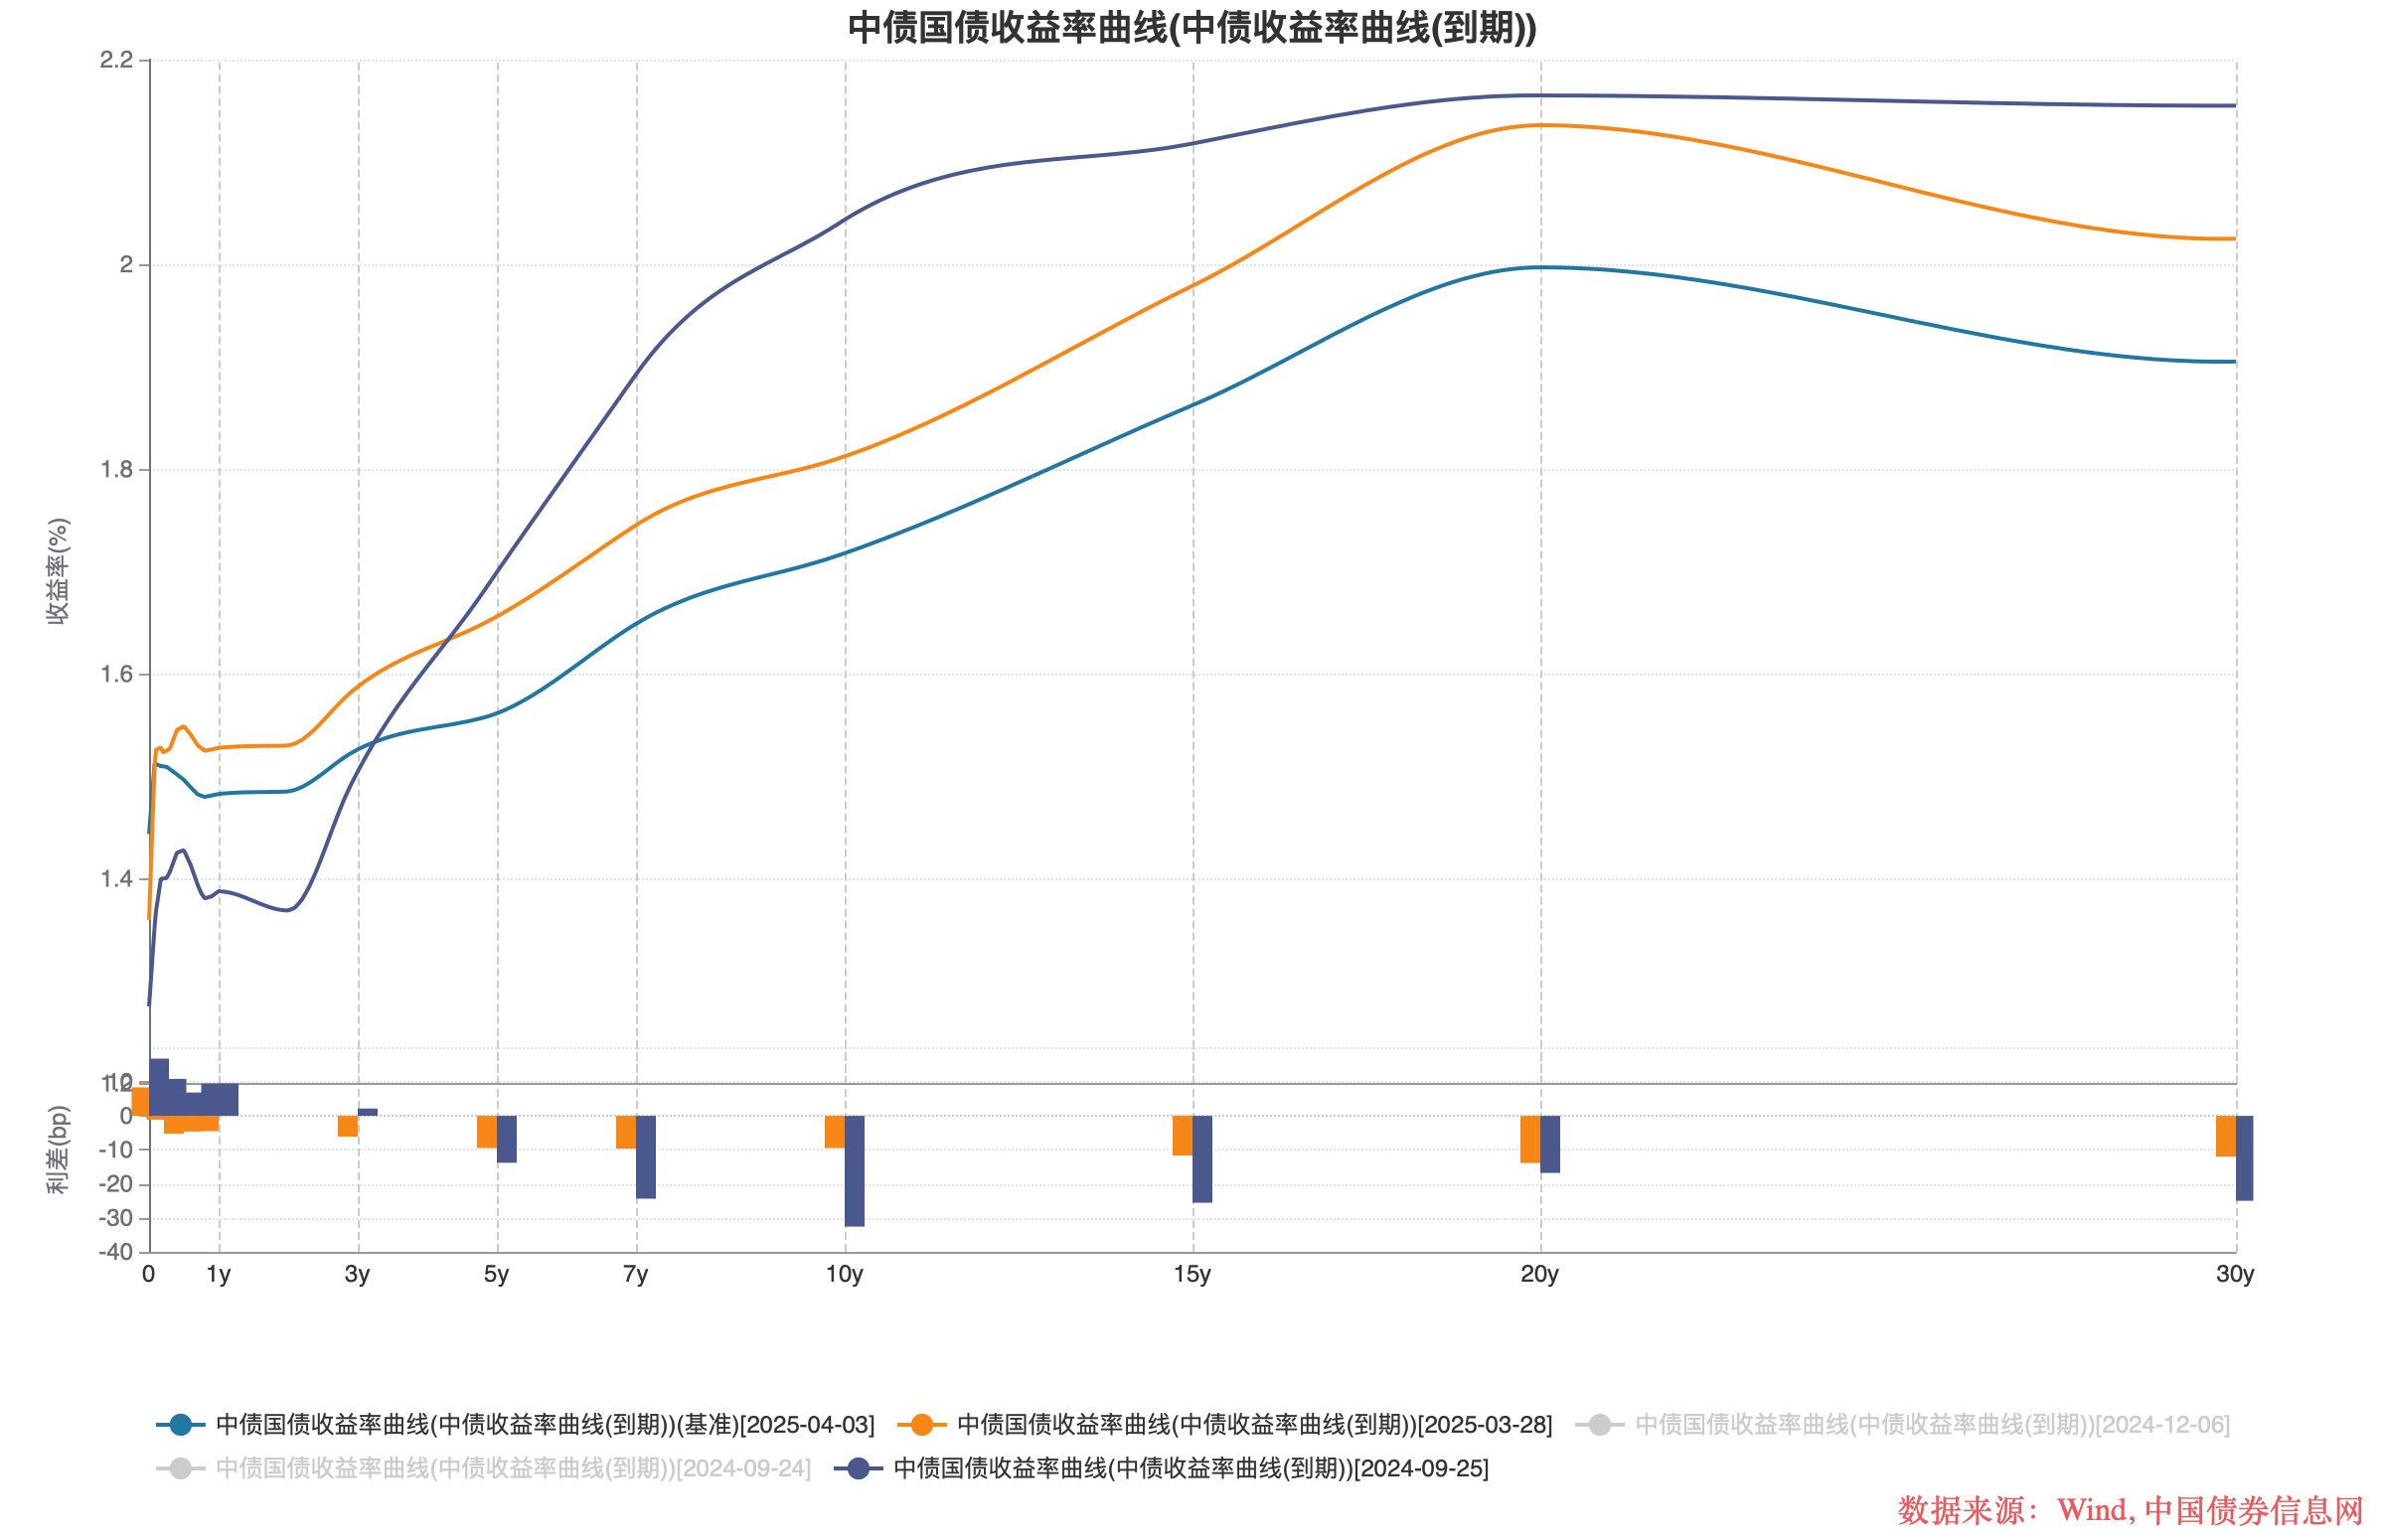 中债国债收益率曲线(中债收益率曲线(到期))
2.2
2
1.8
1.6
1.4
1.2
收益率(%)
10
0
-10
-20
-30
-40
利差(bp)
0 1y 3y 5y 7y 10y 15y 20y 30y
中债国债收益率曲线(中债收益率曲线(到期))(基准)[2025-04-03] 中债国债收益率曲线(中债收益率曲线(到期))[2025-03-28] 中债国债收益率曲线(中债收益率曲线(到期))[2024-12-06]
中债国债收益率曲线(中债收益率曲线(到期))[2024-09-24] 中债国债收益率曲线(中债收益率曲线(到期))[2024-09-25]
数据来源：Wind, 中国债券信息网